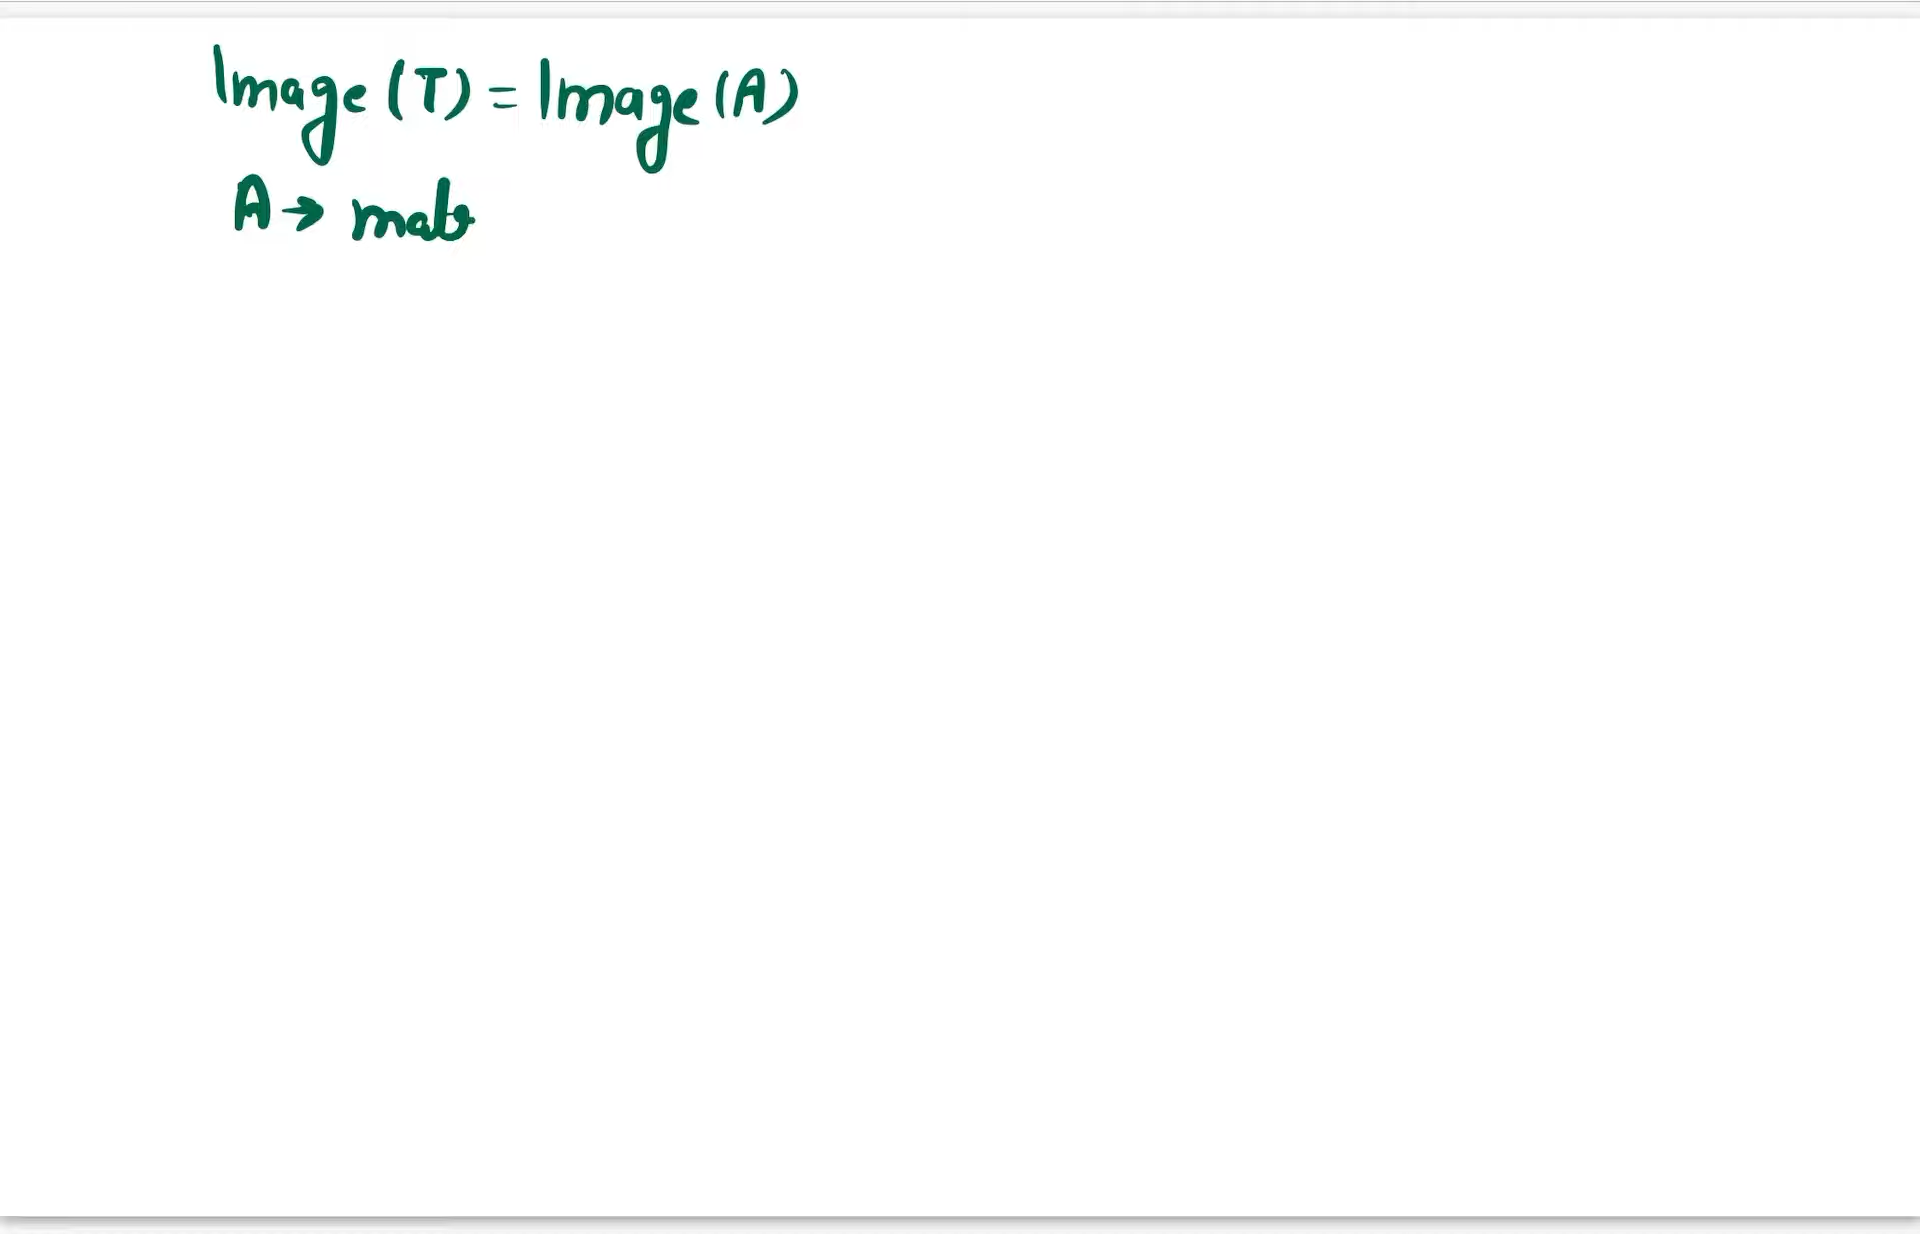 Image (T) = Image (A)
A → mat